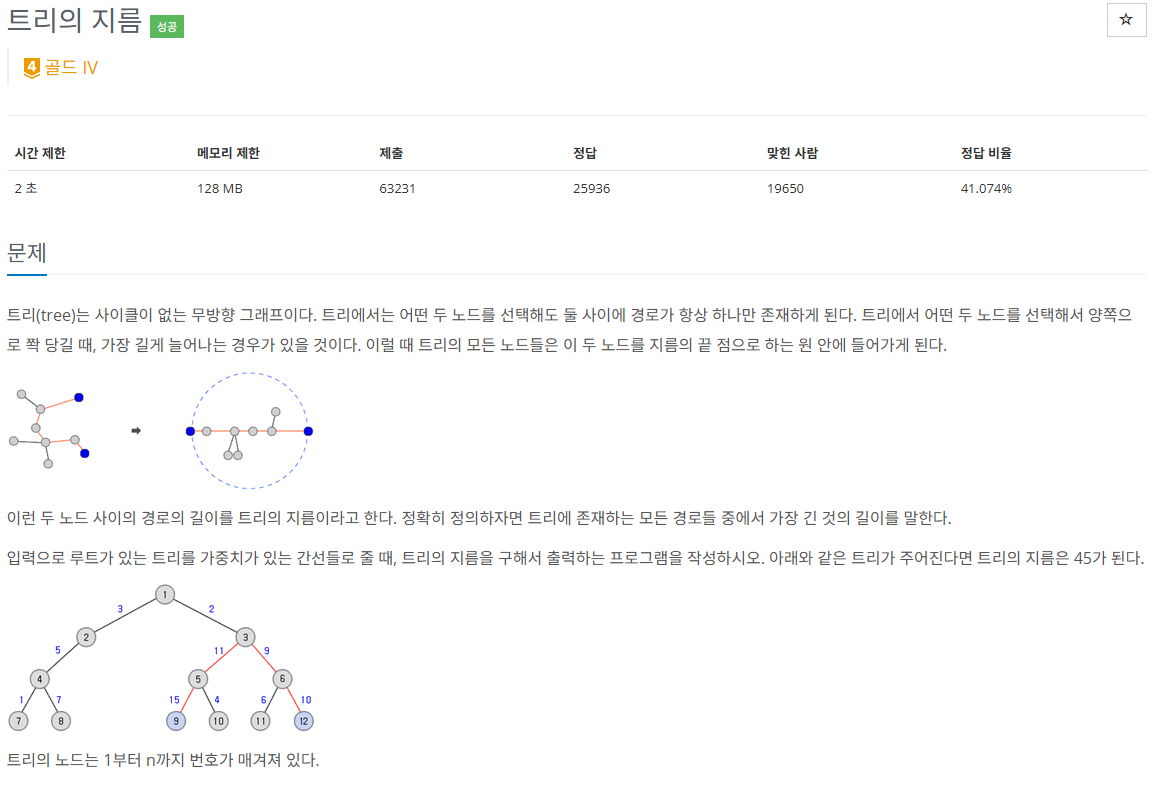 트리의 지름 성공
☆
4 골드 IV
시간 제한 메모리 제한 제출 정답 맞힌 사람 정답 비율
2 초 128 MB 63231 25936 19650 41.074%
문제
트리(tree)는 사이클이 없는 무방향 그래프이다. 트리에서는 어떤 두 노드를 선택해도 둘 사이에 경로가 항상 하나만 존재하게 된다. 트리에서 어떤 두 노드를 선택해서 양쪽으
로 쫙 당길 때, 가장 길게 늘어나는 경우가 있을 것이다. 이럴 때 트리의 모든 노드들은 이 두 노드를 지름의 끝 점으로 하는 원 안에 들어가게 된다.
이런 두 노드 사이의 경로의 길이를 트리의 지름이라고 한다. 정확히 정의하자면 트리에 존재하는 모든 경로들 중에서 가장 긴 것의 길이를 말한다.
입력으로 루트가 있는 트리를 가중치가 있는 간선들로 줄 때, 트리의 지름을 구해서 출력하는 프로그램을 작성하시오. 아래와 같은 트리가 주어진다면 트리의 지름은 45가 된다.
1
3 2
2 3
5 11 9
4 5 6
1 7 15 4 6 10
7 8 9 10 11 12
트리의 노드는 1부터 n까지 번호가 매겨져 있다.